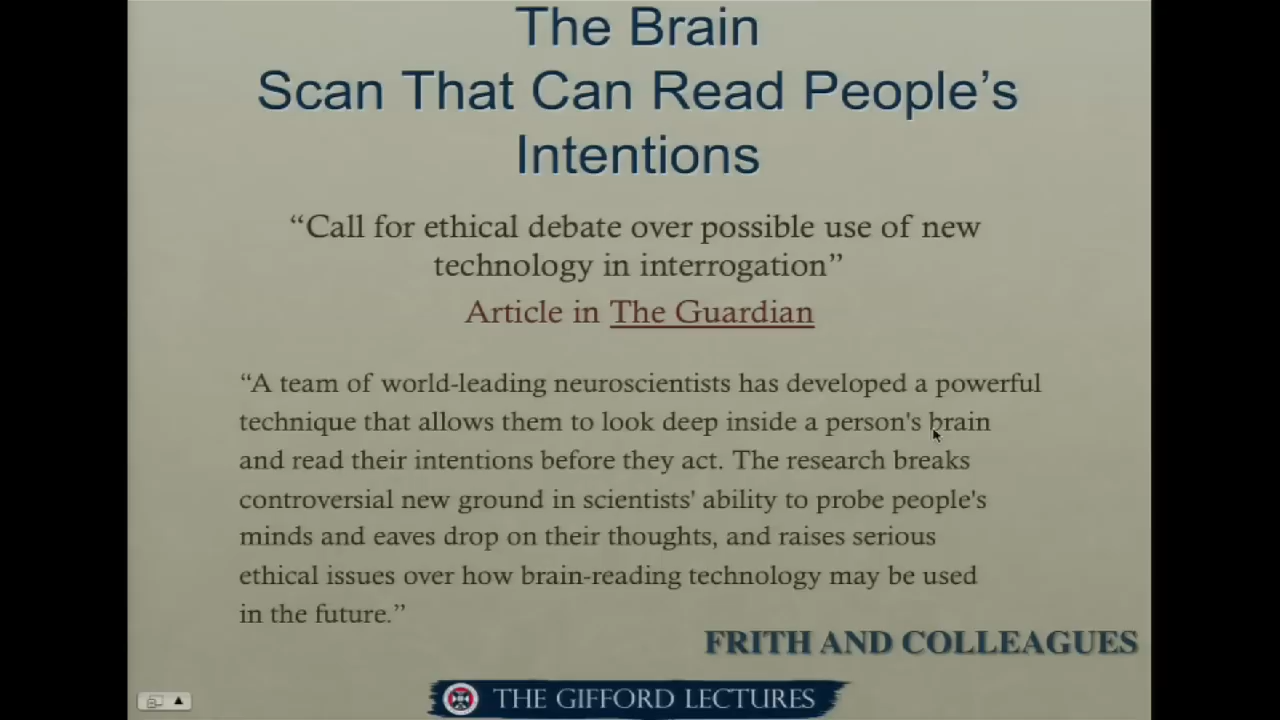 The Brain
Scan That Can Read People’s
Intentions
“Call for ethical debate over possible use of new
technology in interrogation”
Article in The Guardian
“A team of world-leading neuroscientists has developed a powerful
technique that allows them to look deep inside a person's brain
and read their intentions before they act. The research breaks
controversial new ground in scientists' ability to probe people's
minds and eaves drop on their thoughts, and raises serious
ethical issues over how brain-reading technology may be used
in the future.”
FRITH AND COLLEAGUES
THE GIFFORD LECTURES